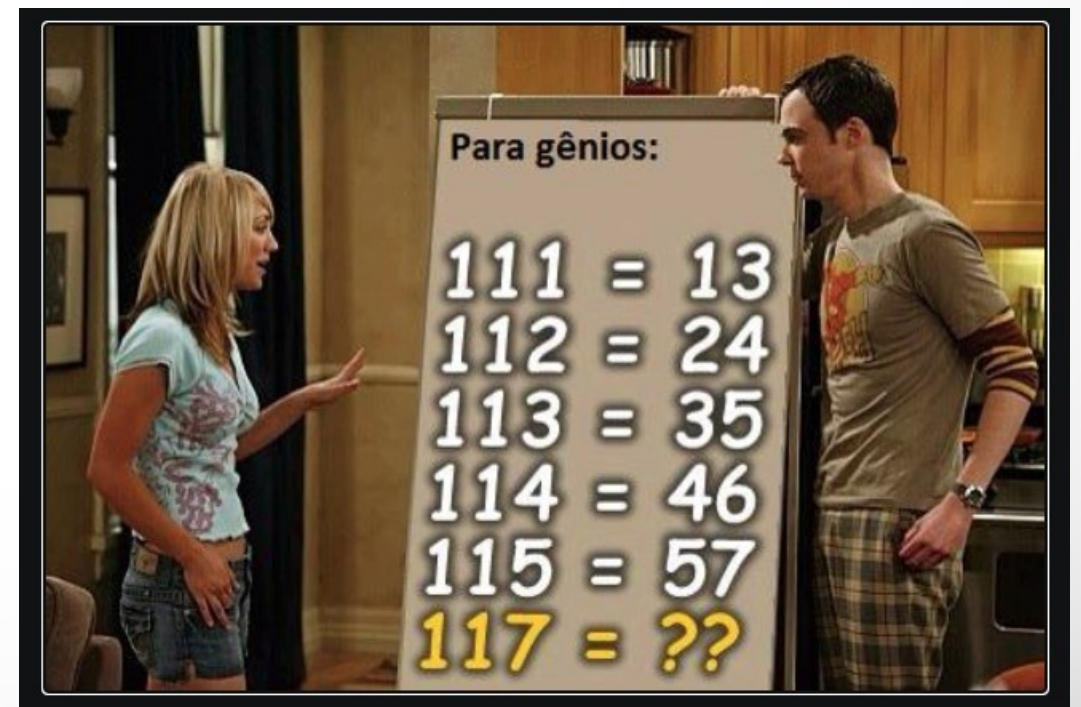 Para gênios:
111 = 13
112 = 24
113 = 35
114 = 46
115 = 57
117 = ??